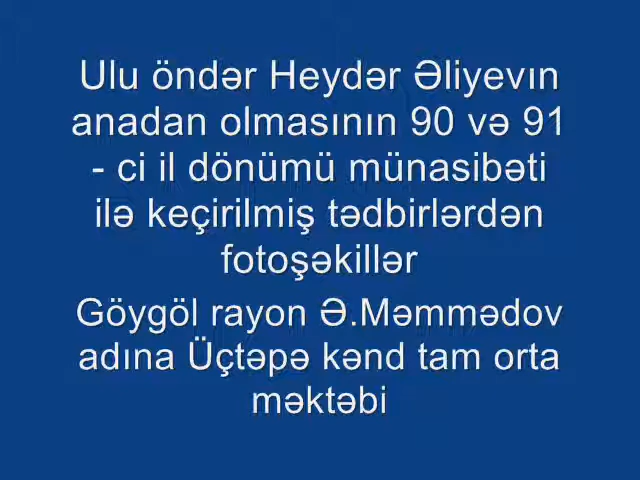 Ulu öndər Heydər Əliyevın
anadan olmasının 90 və 91
- ci il dönümü münasibəti
ilə keçirilmiş tədbirlərdən
fotoşəkillər
Göygöl rayon Ə.Məmmədov
adına Üçtəpə kənd tam orta
məktəbi